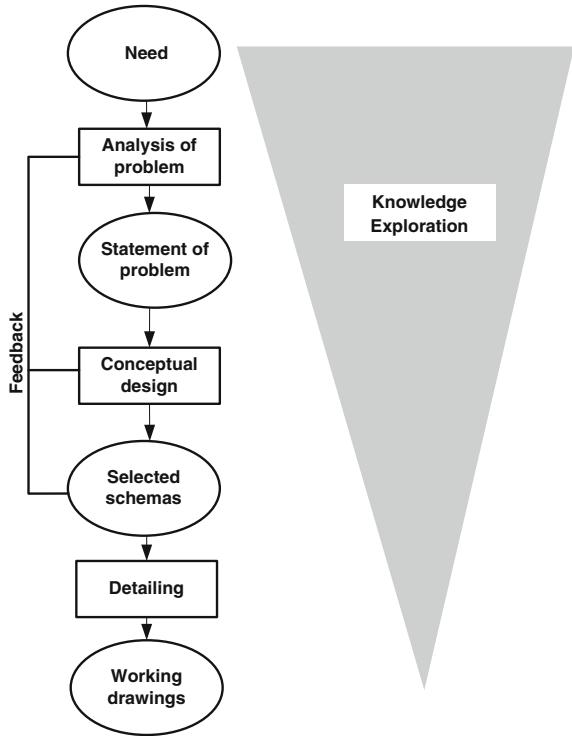 Need
Analysis of
problem
Statement of
problem
Conceptual
design
Selected
schemas
Detailing
Working
drawings
Feedback
Knowledge
Exploration